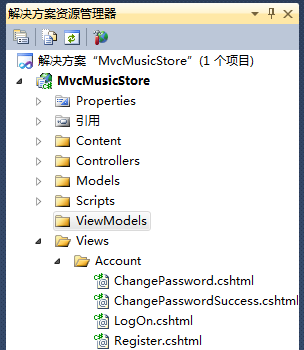 解决方案资源管理器
解决方案“MvcMusicStore”(1 个项目)
MvcMusicStore
Properties
引用
Content
Controllers
Models
Scripts
ViewModels
Views
Account
ChangePassword.cshtml
ChangePasswordSuccess.cshtml
LogOn.cshtml
Register.cshtml